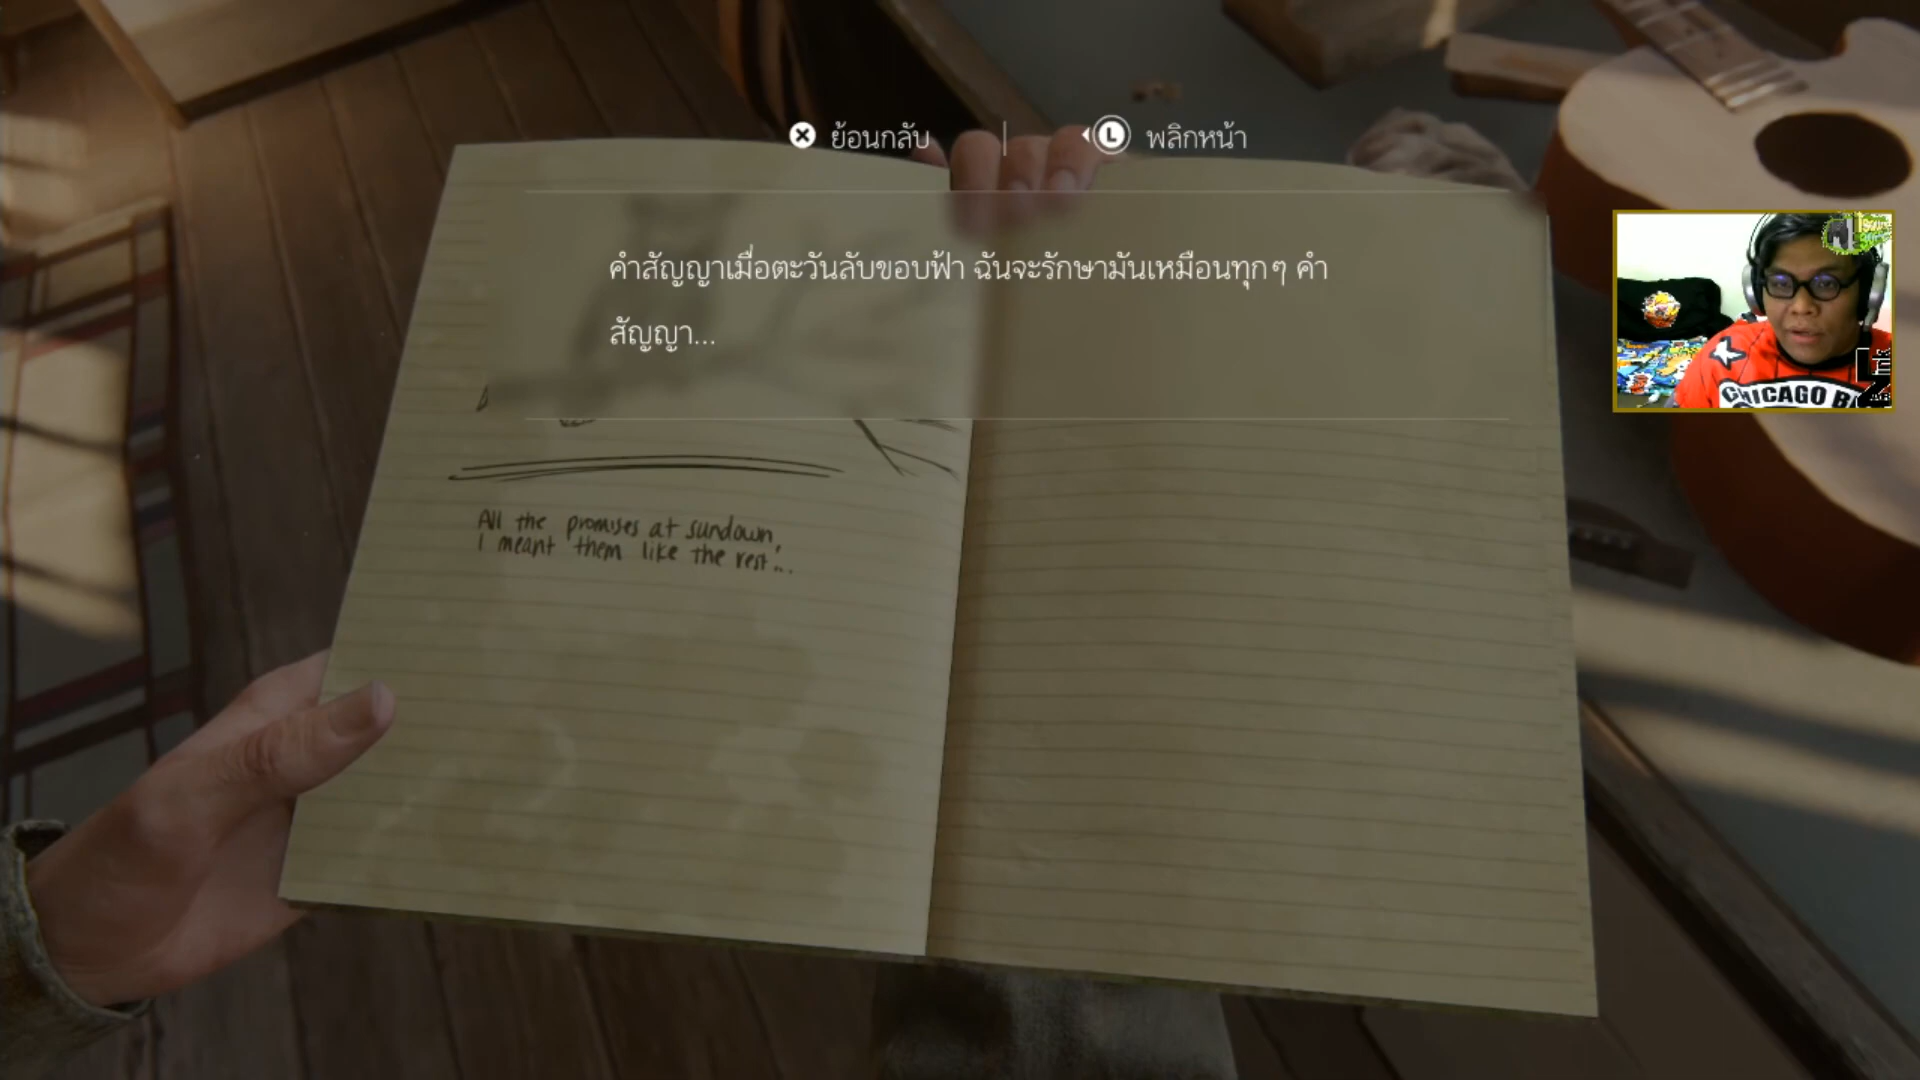 ย้อนกลับ
L พลิกหน้า
คำสัญญาเมื่อตะวันลับขอบฟ้า ฉันจะรักษามันเหมือนทุกๆ คำ
สัญญา...
All the promises at sundown,
I meant them like the rest...
CHICAGO B